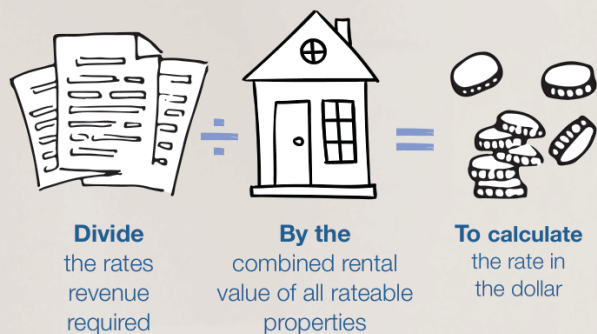 Divide
the rates
revenue
required
÷
By the
combined rental
value of all rateable
properties
=
To calculate
the rate in
the dollar